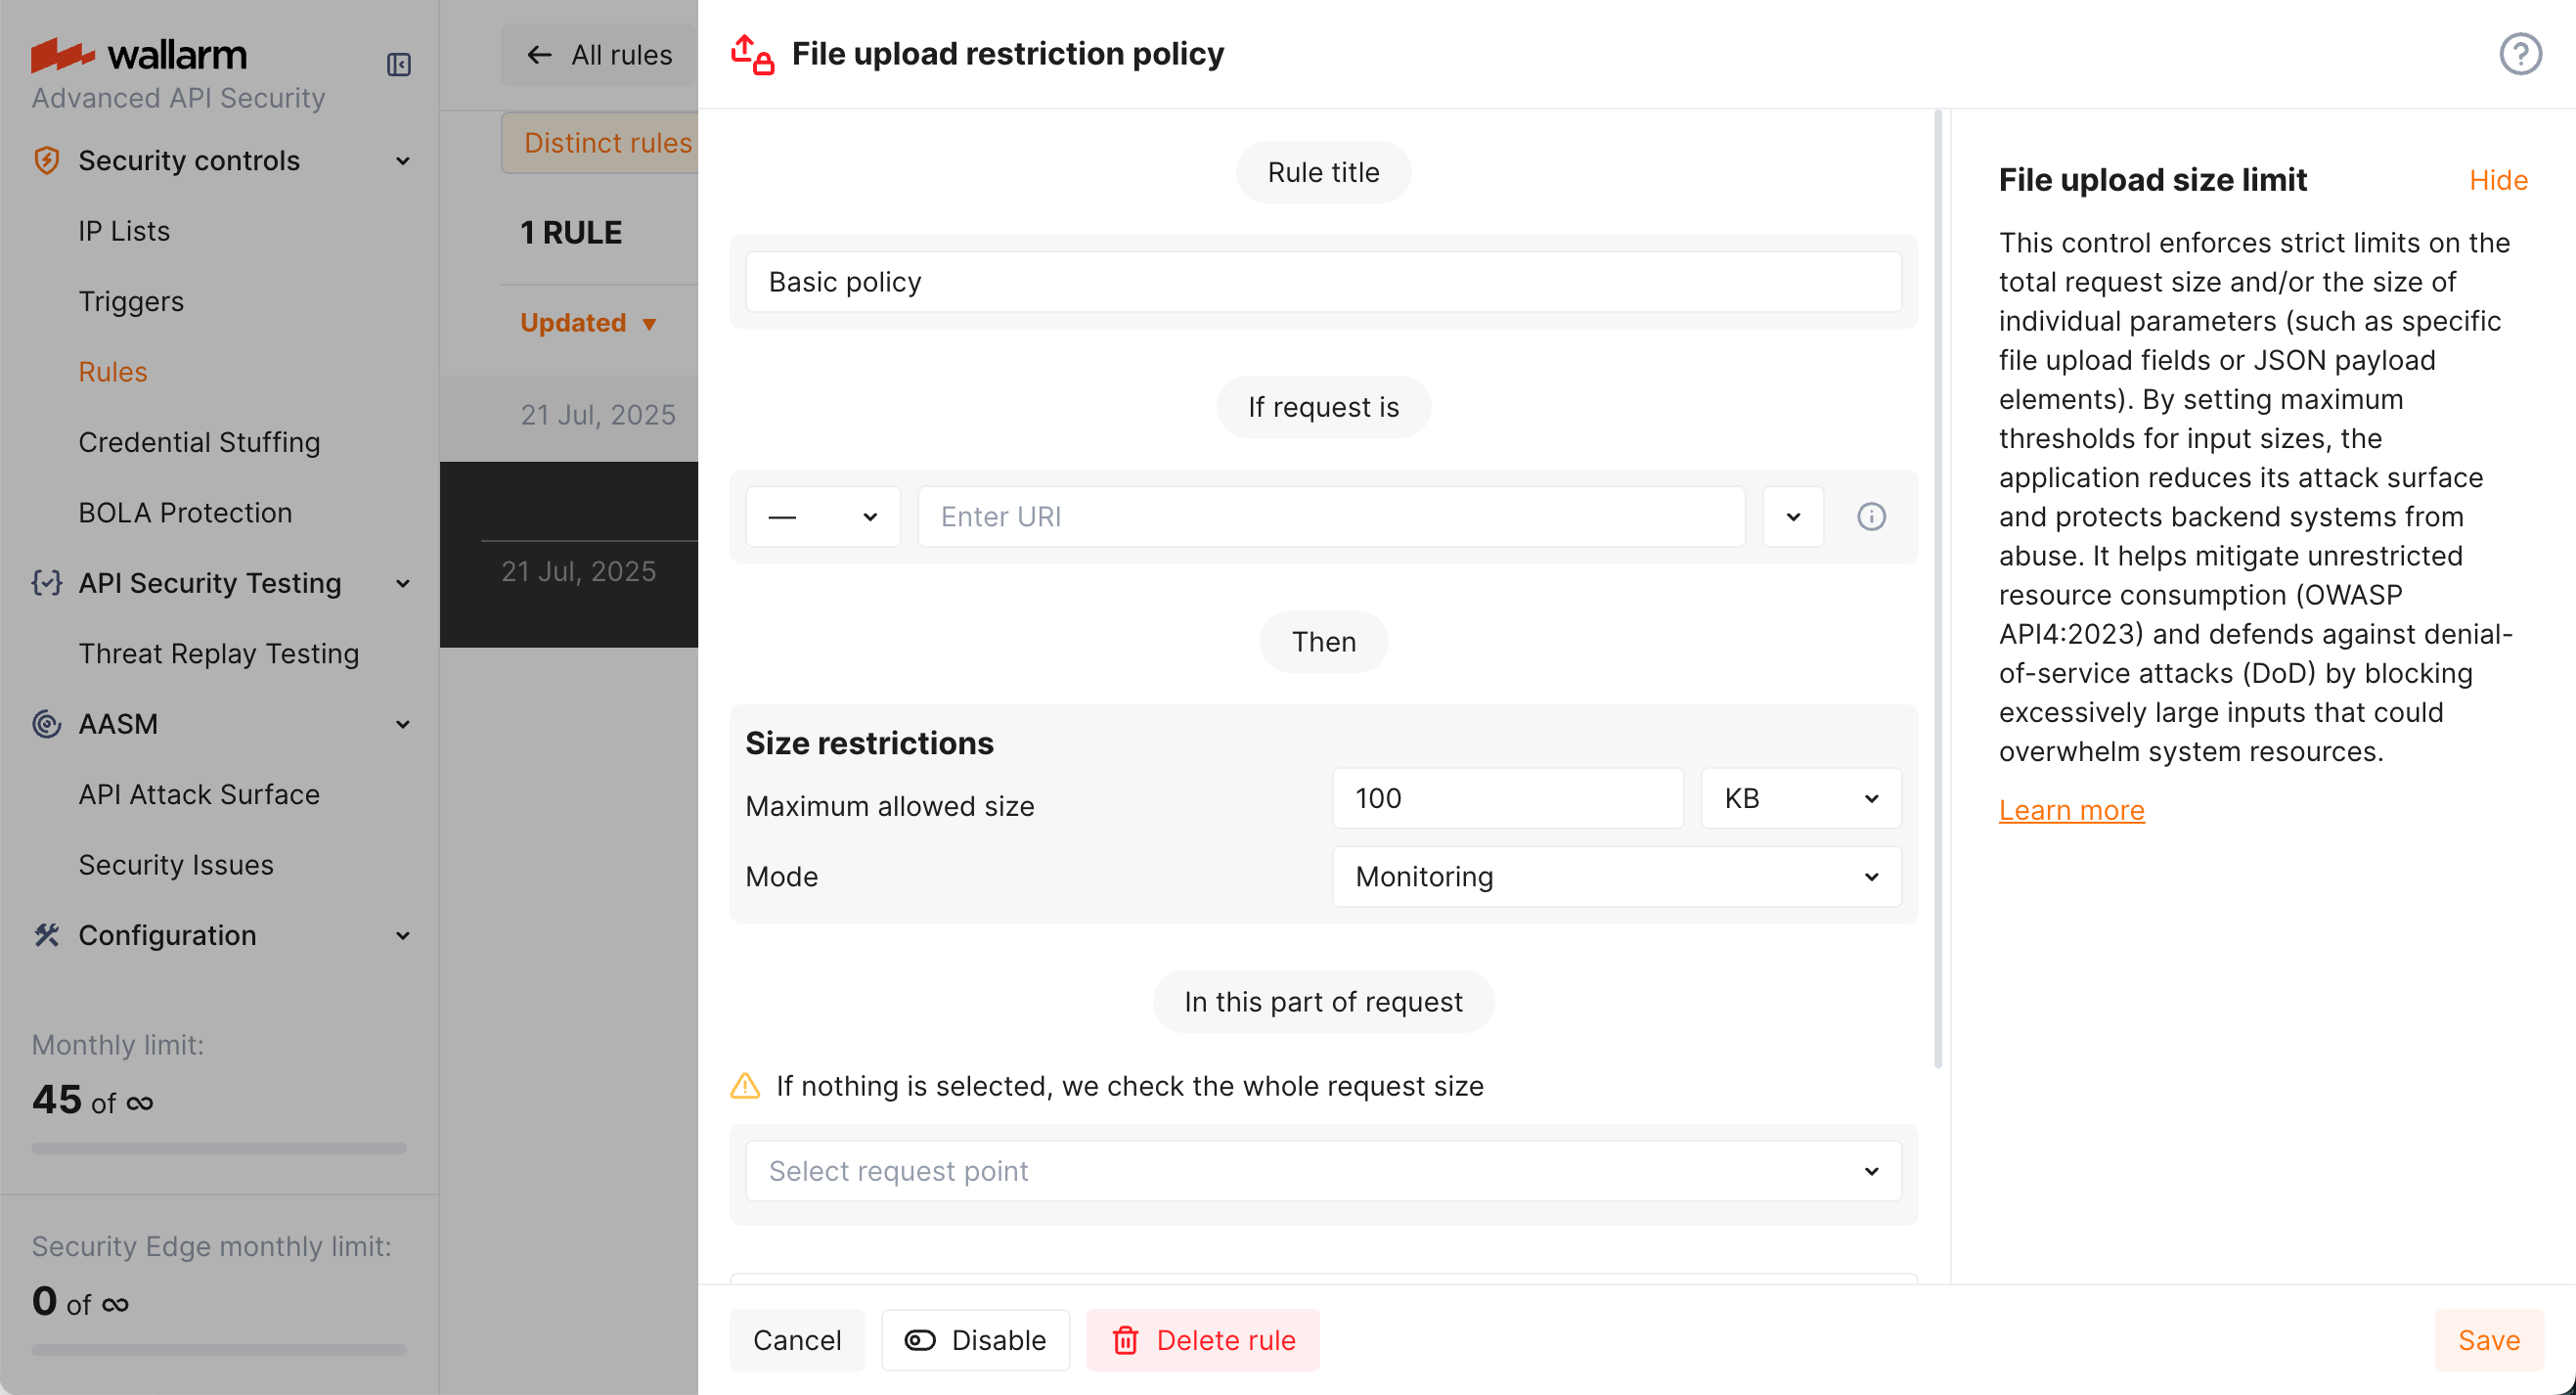 wallarm
Advanced API Security
Security controls
IP Lists
Triggers
Rules
Credential Stuffing
BOLA Protection
API Security Testing
Threat Replay Testing
AASM
API Attack Surface
Security Issues
Configuration
Monthly limit:
45 of ∞
Security Edge monthly limit:
0 of ∞
← All rules
Distinct rules
1 RULE
Updated ▼
21 Jul, 2025
21 Jul, 2025
File upload restriction policy
Rule title
Basic policy
If request is
—
Enter URI
Then
Size restrictions
Maximum allowed size
100
KB
Mode
Monitoring
In this part of request
If nothing is selected, we check the whole request size
Select request point
Cancel
Disable
Delete rule
Save
File upload size limit
Hide
This control enforces strict limits on the
total request size and/or the size of
individual parameters (such as specific
file upload fields or JSON payload
elements). By setting maximum
thresholds for input sizes, the
application reduces its attack surface
and protects backend systems from
abuse. It helps mitigate unrestricted
resource consumption (OWASP
API4:2023) and defends against denial-
of-service attacks (DoD) by blocking
excessively large inputs that could
overwhelm system resources.
Learn more